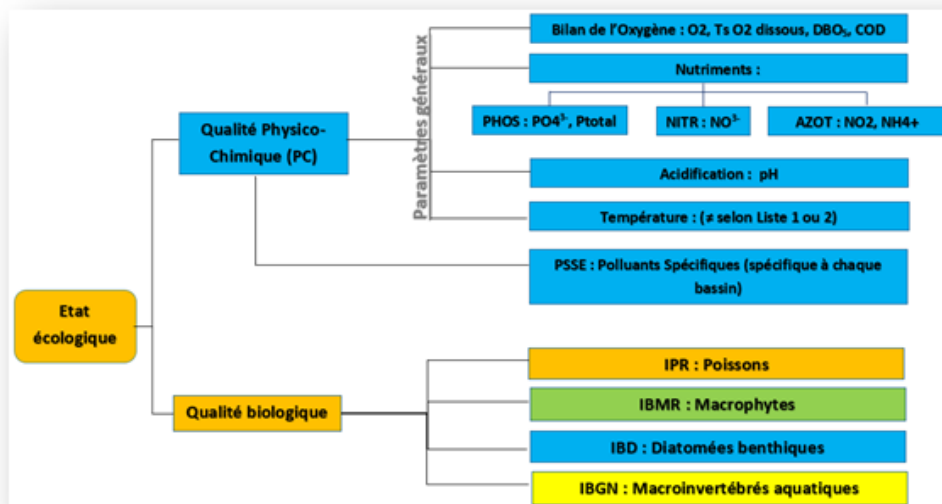 Bilan de l'Oxygène : O2, Ts O2 dissous, DBO₅, COD
Nutriments :
PHOS : PO4³⁻, Ptotal
NITR : NO³⁻
AZOT : NO2, NH4+
Qualité Physico-
Chimique (PC)
Paramètres généraux
Acidification : pH
Température : (≠ selon Liste 1 ou 2)
PSSE : Polluants Spécifiques (spécifique à chaque
bassin)
Etat
écologique
Qualité biologique
IPR : Poissons
IBMR : Macrophytes
IBD : Diatomées benthiques
IBGN : Macroinvertébrés aquatiques